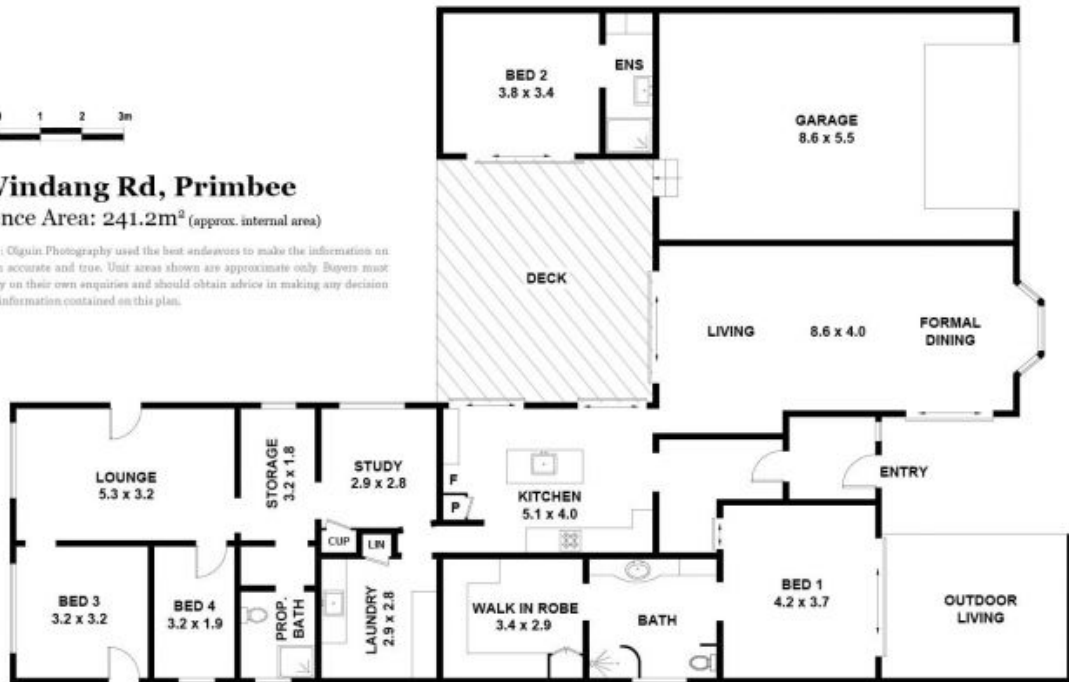 1 2 3m
Windang Rd, Primbee
Area: 241.2m² (approx. internal area)
Olguin Photography used the best endeavors to make the information on
accurate and true. Unit areas shown are approximate only. Buyers must
on their own enquiries and should obtain advice in making any decision
information contained on this plan.
BED 2
3.8 x 3.4
ENS
GARAGE
8.6 x 5.5
DECK
LIVING
8.6 x 4.0
FORMAL
DINING
LOUNGE
5.3 x 3.2
STORAGE
3.2 x 1.8
STUDY
2.9 x 2.8
F
P
KITCHEN
5.1 x 4.0
ENTRY
CUP
LIN
BED 3
3.2 x 3.2
BED 4
3.2 x 1.9
PROP.
BATH
LAUNDRY
2.9 x 2.8
WALK IN ROBE
3.4 x 2.9
BATH
BED 1
4.2 x 3.7
OUTDOOR
LIVING